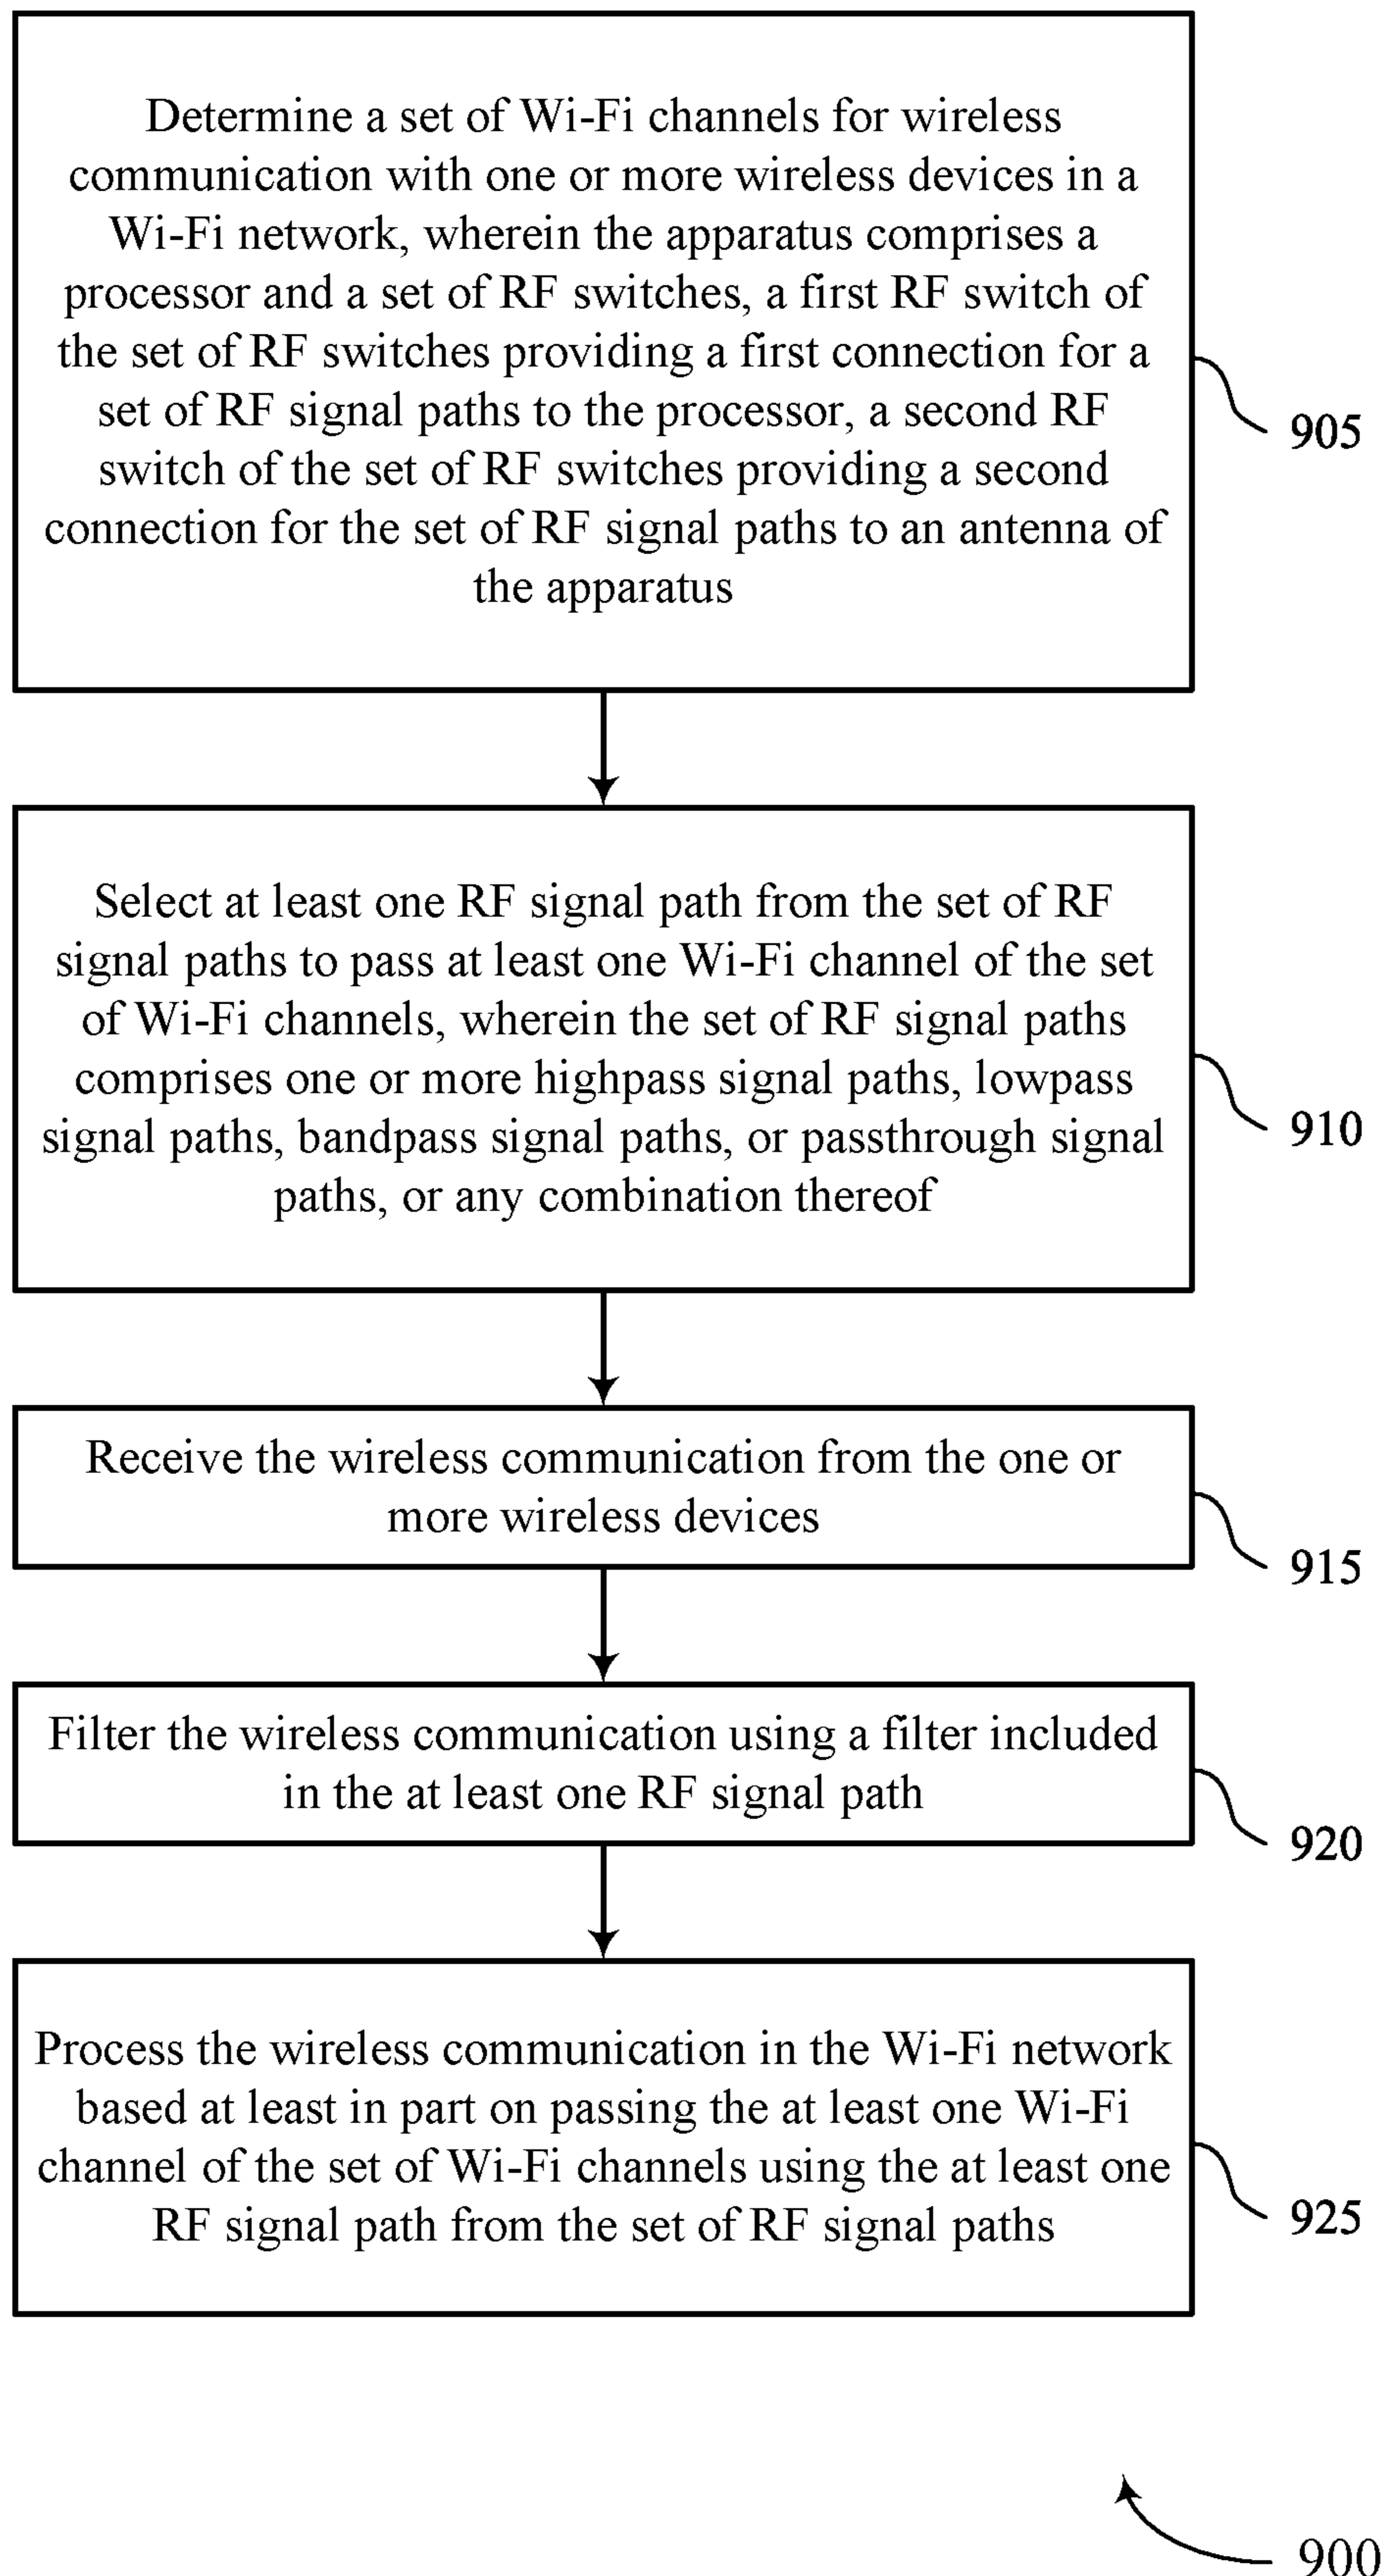 Determine a set of Wi-Fi channels for wireless
communication with one or more wireless devices in a
Wi-Fi network, wherein the apparatus comprises a
processor and a set of RF switches, a first RF switch of
the set of RF switches providing a first connection for a
set of RF signal paths to the processor, a second RF
switch of the set of RF switches providing a second
connection for the set of RF signal paths to an antenna of
the apparatus
905
Select at least one RF signal path from the set of RF
signal paths to pass at least one Wi-Fi channel of the set
of Wi-Fi channels, wherein the set of RF signal paths
comprises one or more highpass signal paths, lowpass
signal paths, bandpass signal paths, or passthrough signal
paths, or any combination thereof
910
Receive the wireless communication from the one or
more wireless devices
915
Filter the wireless communication using a filter included
in the at least one RF signal path
920
Process the wireless communication in the Wi-Fi network
based at least in part on passing the at least one Wi-Fi
channel of the set of Wi-Fi channels using the at least one
RF signal path from the set of RF signal paths
925
900